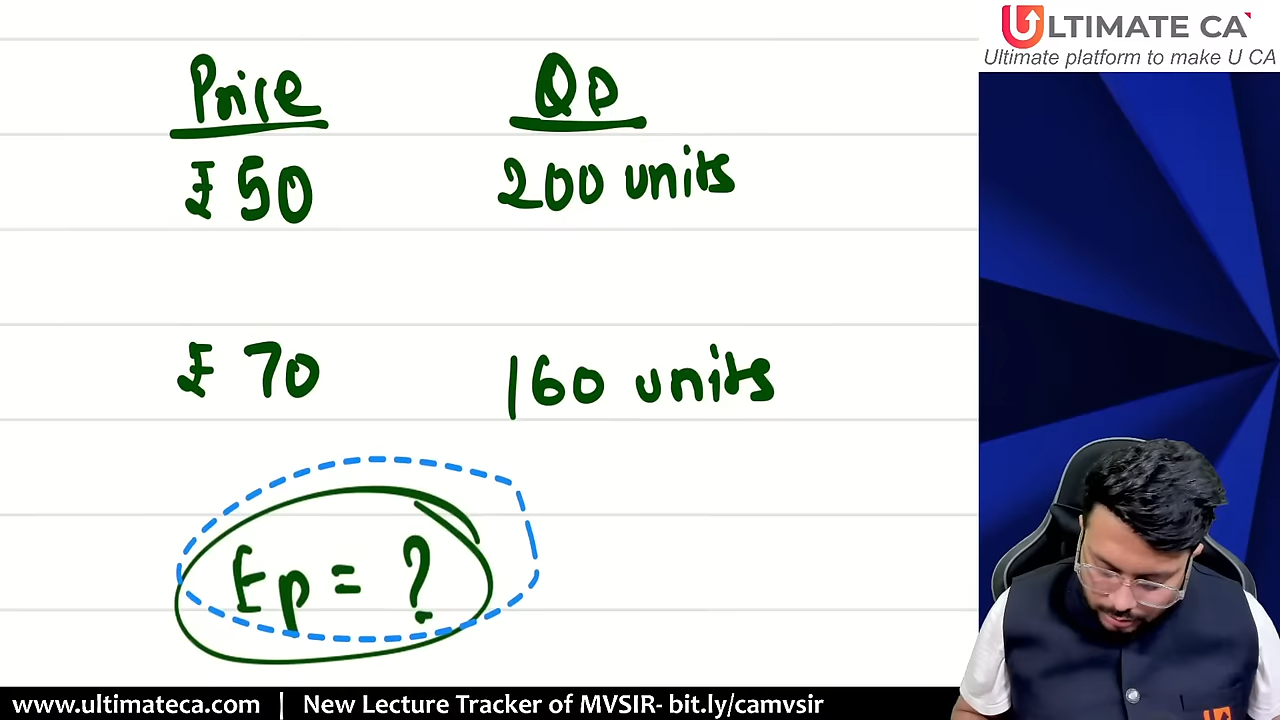 Price QD
₹ 50 200 units
₹ 70 160 units
Ep = ?
ULTIMATE CA
Ultimate platform to make U CA
www.ultimateca.com | New Lecture Tracker of MVSIR- bit.ly/camvsir